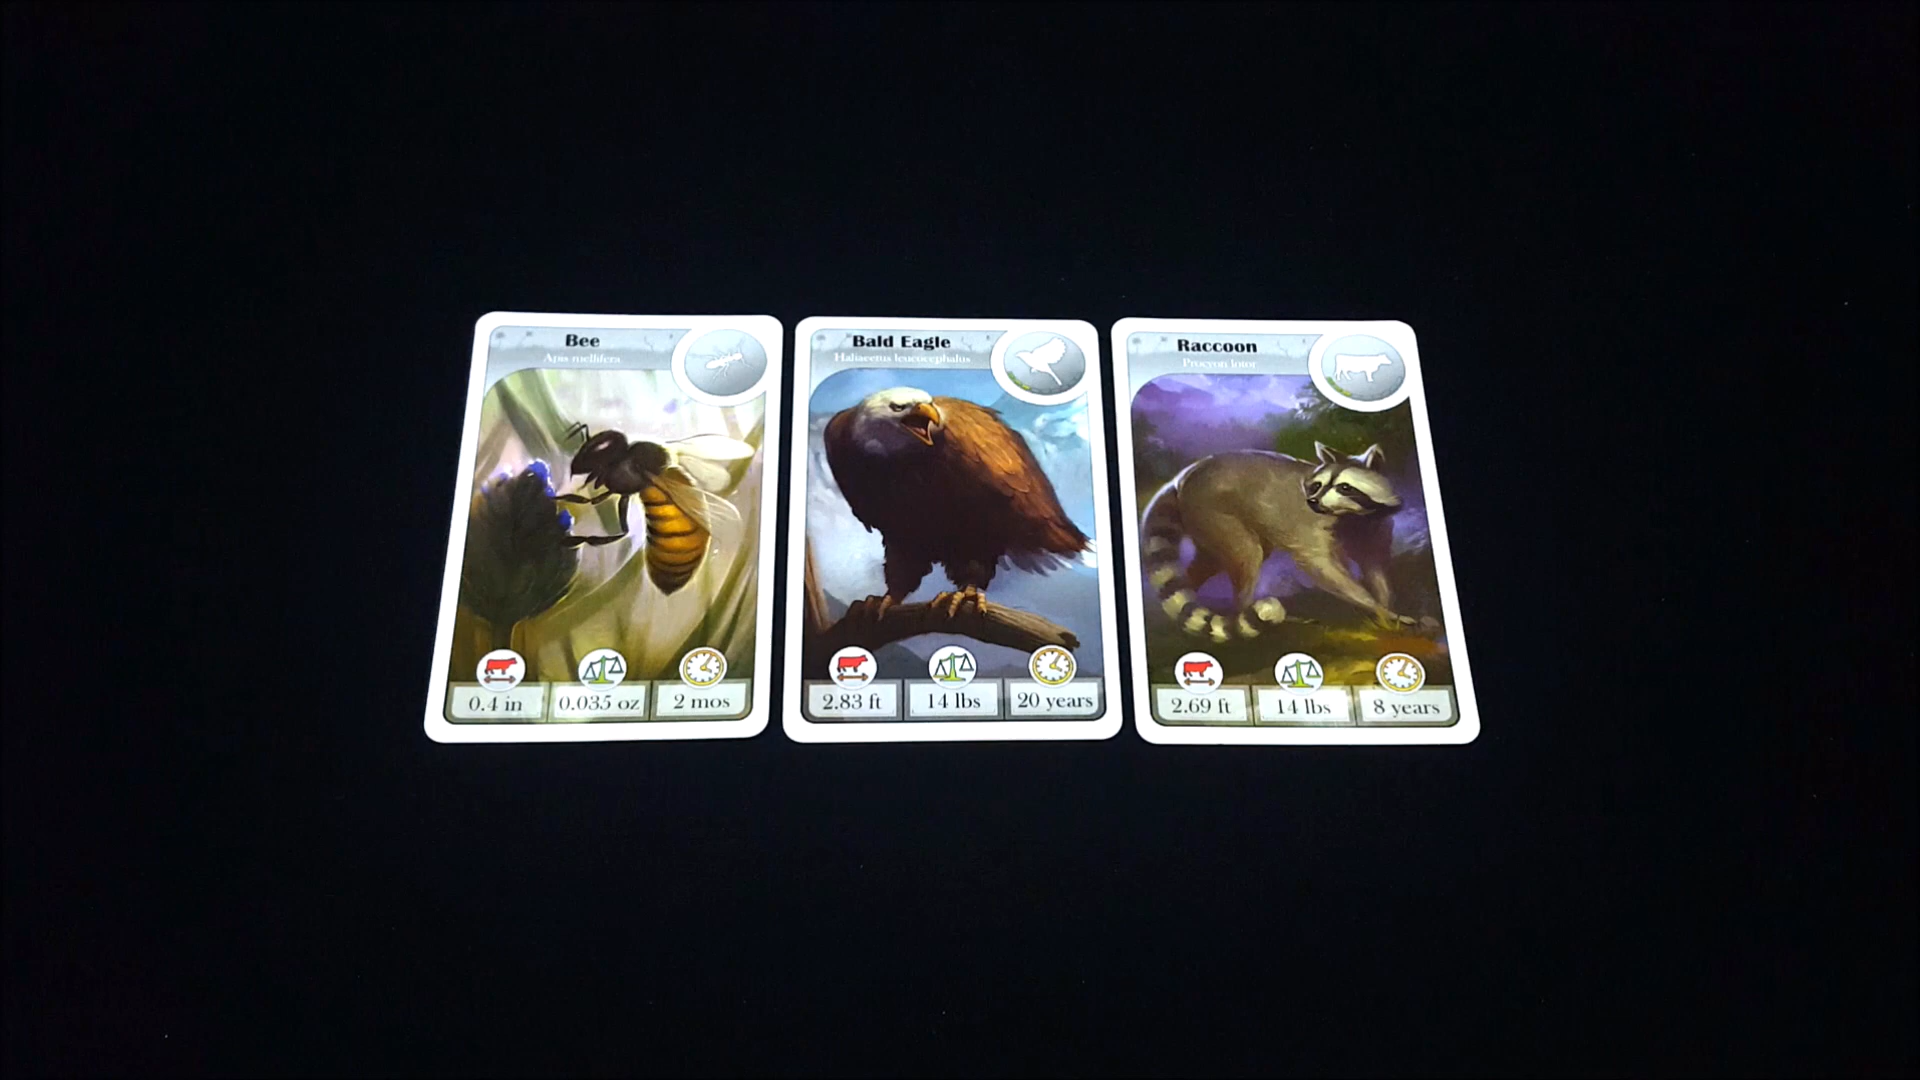 Bee
Apis mellifera
0.4 in
0.035 oz
2 mos
Bald Eagle
Haliaeetus leucocephalus
2.83 ft
14 lbs
20 years
Raccoon
Procyon lotor
2.69 ft
14 lbs
8 years